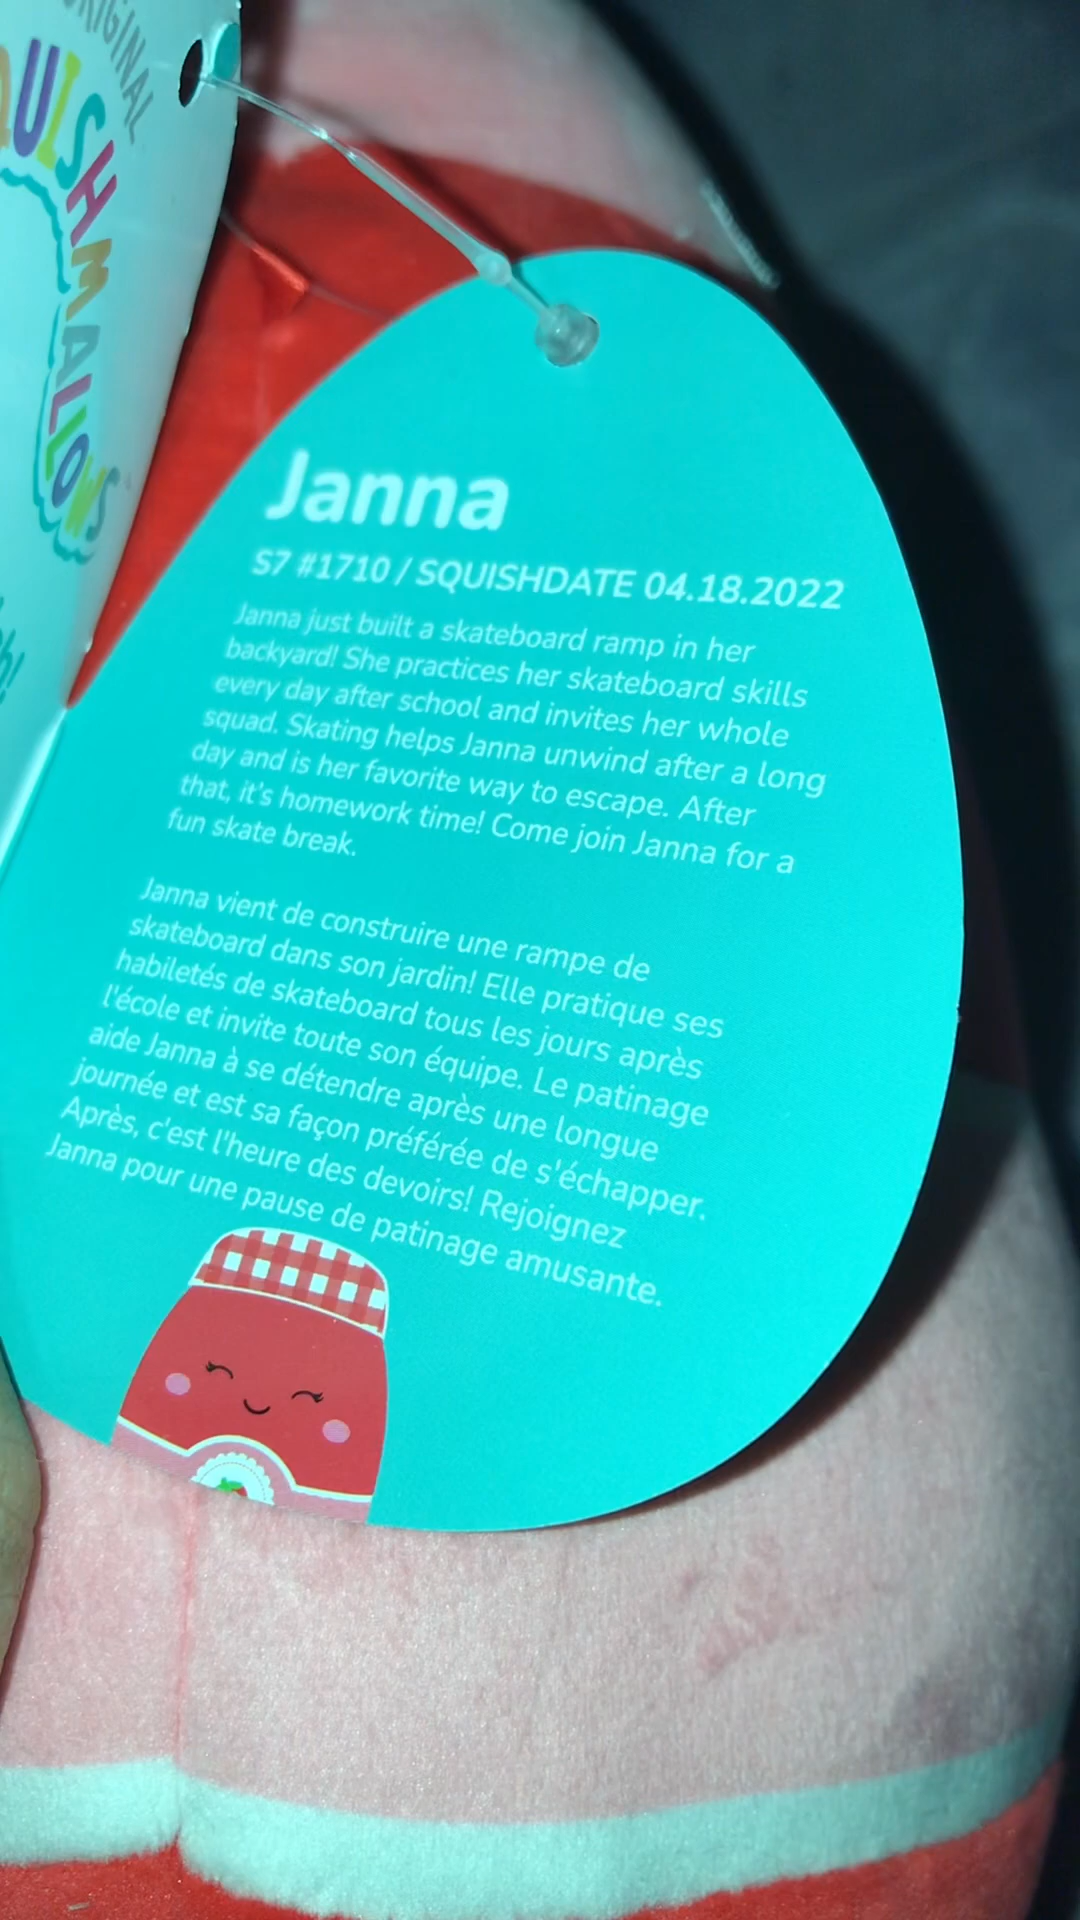 ORIGINAL
QUISHMALLOWS
Janna
S7 #1710 / SQUISHDATE 04.18.2022
Janna just built a skateboard ramp in her
backyard! She practices her skateboard skills
every day after school and invites her whole
squad. Skating helps Janna unwind after a long
day and is her favorite way to escape. After
that, it's homework time! Come join Janna for a
fun skate break.
Janna vient de construire une rampe de
skateboard dans son jardin! Elle pratique ses
habiletés de skateboard tous les jours après
l'école et invite toute son équipe. Le patinage
aide Janna à se détendre après une longue
journée et est sa façon préférée de s'échapper.
Après, c'est l'heure des devoirs! Rejoignez
Janna pour une pause de patinage amusante.